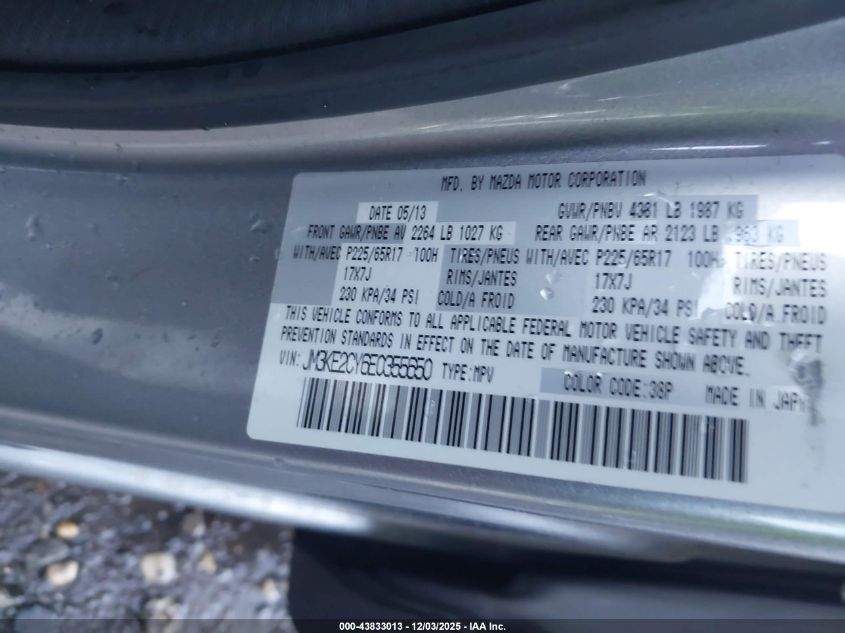 MFD. BY MAZDA MOTOR CORPORATION
DATE 05/13 GVWR/PNBV 4381 LB 1987 KG
FRONT GAWR/PNBE AV 2264 LB 1027 KG REAR GAWR/PNBE AR 2123 LB 963 KG
WITH/AVEC P225/65R17 100H TIRES/PNEUS WITH/AVEC P225/65R17 100H TIRES/PNEUS
17X7J RIMS/JANTES 17X7J RIMS/JANTES
230 KPA/34 PSI COLD/A FROID 230 KPA/34 PSI COLD/A FROID
THIS VEHICLE CONFORMS TO ALL APPLICABLE FEDERAL MOTOR VEHICLE SAFETY AND THEFT
PREVENTION STANDARDS IN EFFECT ON THE DATE OF MANUFACTURE SHOWN ABOVE.
VIN: JM3KE2CY6E0355650 TYPE:MPV COLOR CODE:38P MADE IN JAPAN
000-43833013 - 12/03/2025 - IAA Inc.